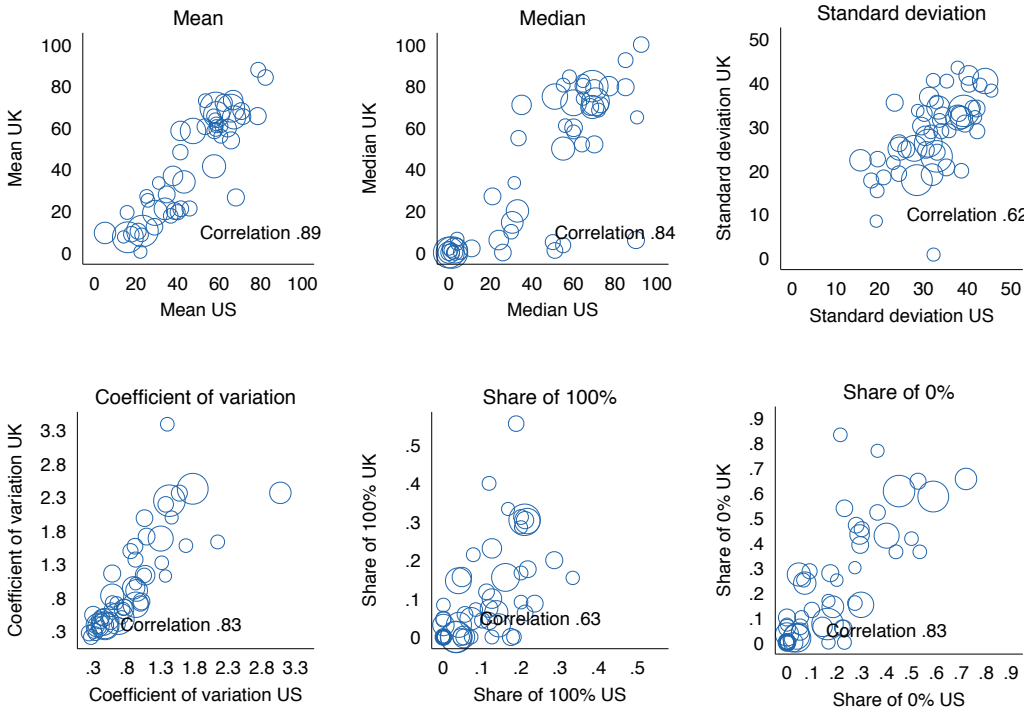 Mean
Mean UK
100
80
60
40
20
0
Correlation .89
0 20 40 60 80 100
Mean US
Median
Median UK
100
80
60
40
20
0
Correlation .84
0 20 40 60 80 100
Median US
Standard deviation
Standard deviation UK
50
40
30
20
10
0
Correlation .62
0 10 20 30 40 50
Standard deviation US
Coefficient of variation
Coefficient of variation UK
3.3
2.8
2.3
1.8
1.3
.8
.3
Correlation .83
.3 .8 1.3 1.8 2.3 2.8 3.3
Coefficient of variation US
Share of 100%
Share of 100% UK
.5
.4
.3
.2
.1
0
Correlation .63
0 .1 .2 .3 .4 .5
Share of 100% US
Share of 0%
Share of 0% UK
.9
.8
.7
.6
.5
.4
.3
.2
.1
0
Correlation .83
0 .1 .2 .3 .4 .5 .6 .7 .8 .9
Share of 0% US